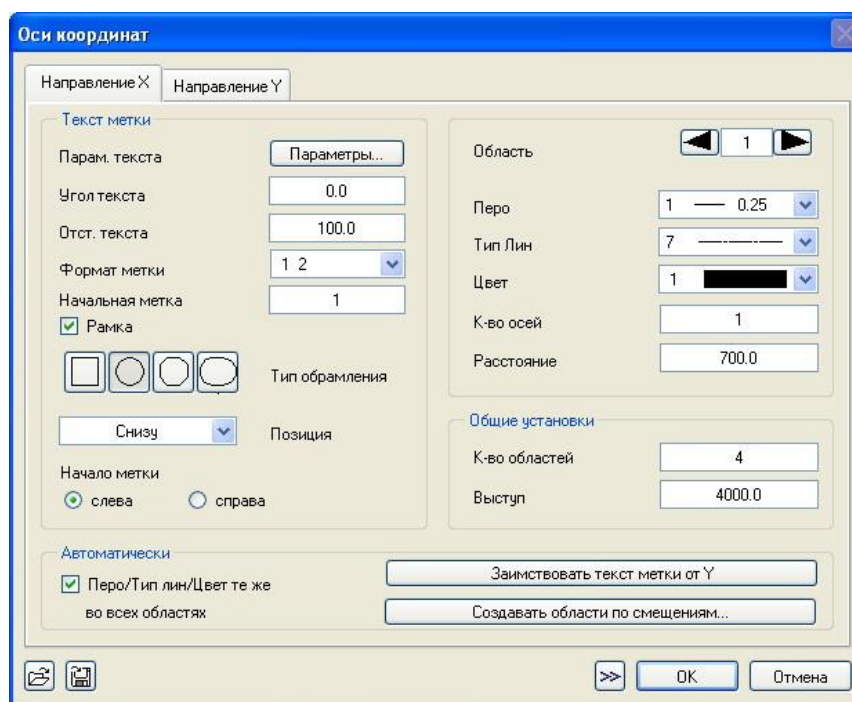 Оси координат
Направление X
Направление Y
Текст метки
Парам. текста
Параметры...
Угол текста
0.0
Отст. текста
100.0
Формат метки
1 2
Начальная метка
1
Рамка
Тип обрамления
Снизу
Позиция
Начало метки
слева
справа
Область
1
Перо
1
0.25
Тип Лин
7
Цвет
1
К-во осей
1
Расстояние
700.0
Общие установки
К-во областей
4
Выступ
4000.0
Автоматически
Перо/Тип лин/Цвет те же
во всех областях
Заимствовать текст метки от Y
Создавать области по смещениям...
>>
OK
Отмена